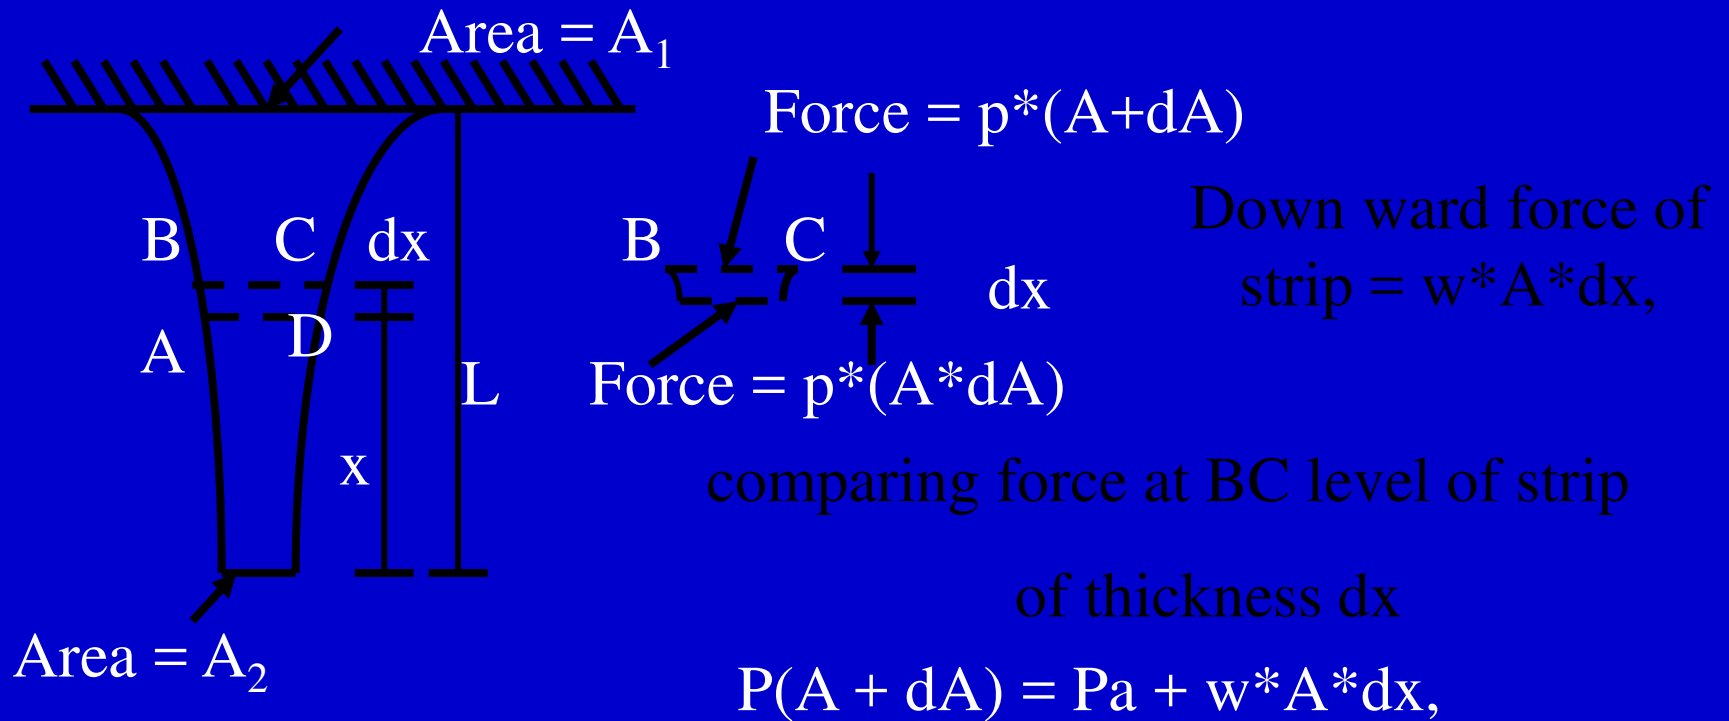 Area = A₁
Force = p*(A+dA)
Down ward force of
strip = w*A*dx,
B
C
dx
B
C
dx
A
D
L
Force = p*(A*dA)
x
comparing force at BC level of strip
of thickness dx
Area = A₂
P(A + dA) = Pa + w*A*dx,